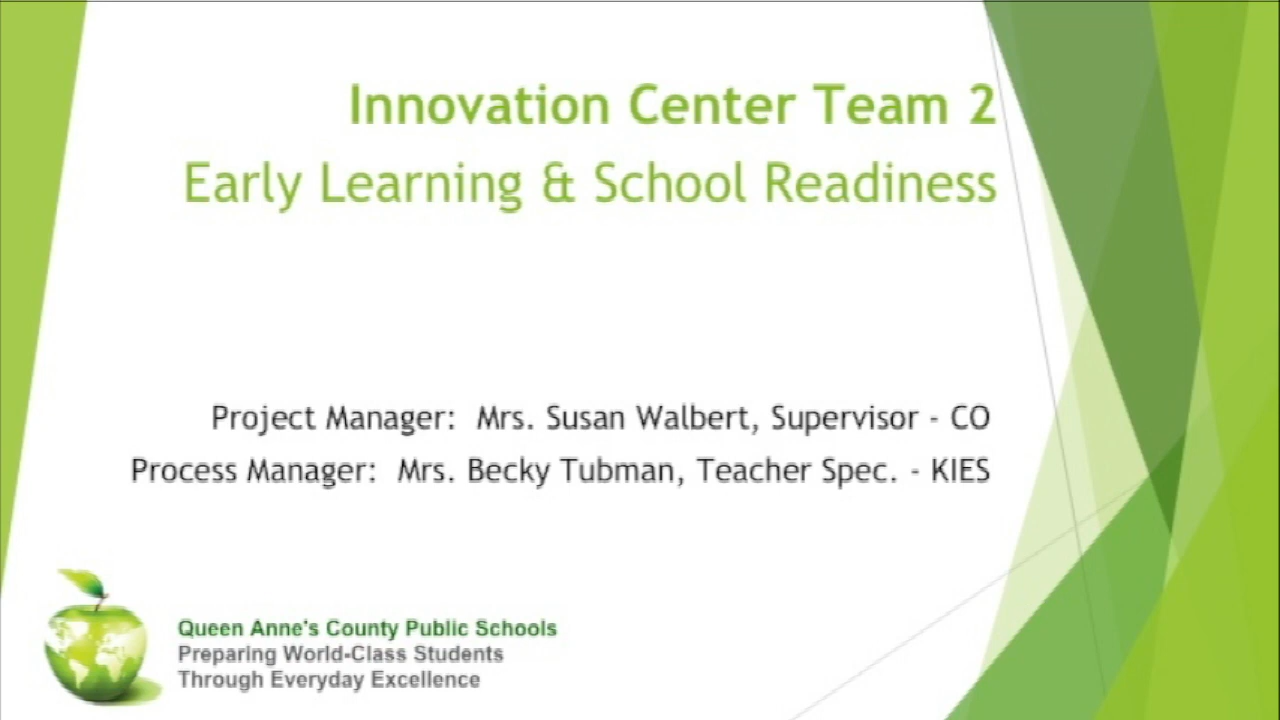 Innovation Center Team 2
Early Learning & School Readiness
Project Manager: Mrs. Susan Walbert, Supervisor - CO
Process Manager: Mrs. Becky Tubman, Teacher Spec. - KIES
Queen Anne's County Public Schools
Preparing World-Class Students
Through Everyday Excellence